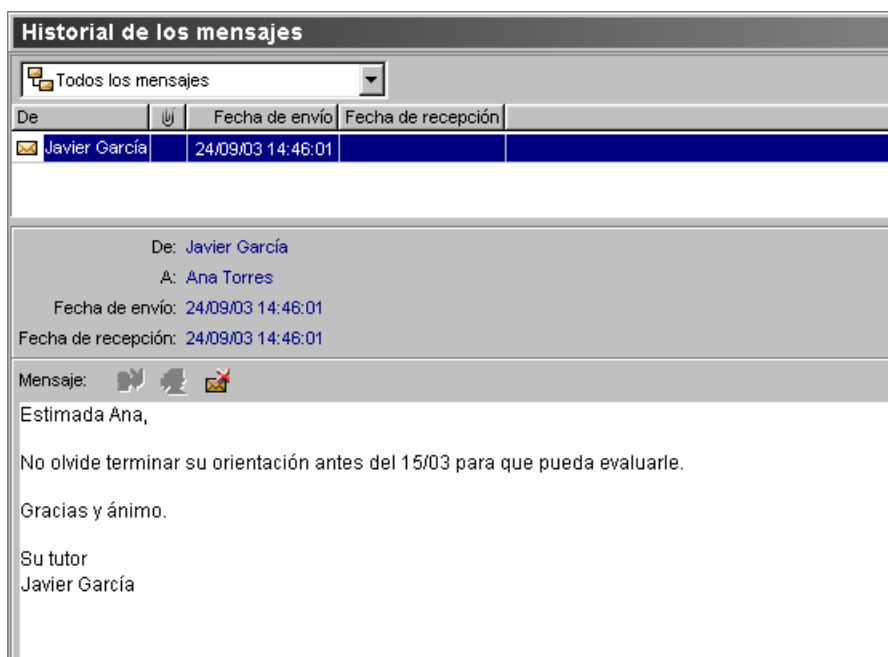 Historial de los mensajes
Todos los mensajes
De Fecha de envío Fecha de recepción
Javier García 24/09/03 14:46:01
De: Javier García
A: Ana Torres
Fecha de envío: 24/09/03 14:46:01
Fecha de recepción: 24/09/03 14:46:01
Mensaje:
Estimada Ana,
No olvide terminar su orientación antes del 15/03 para que pueda evaluarle.
Gracias y ánimo.
Su tutor
Javier García